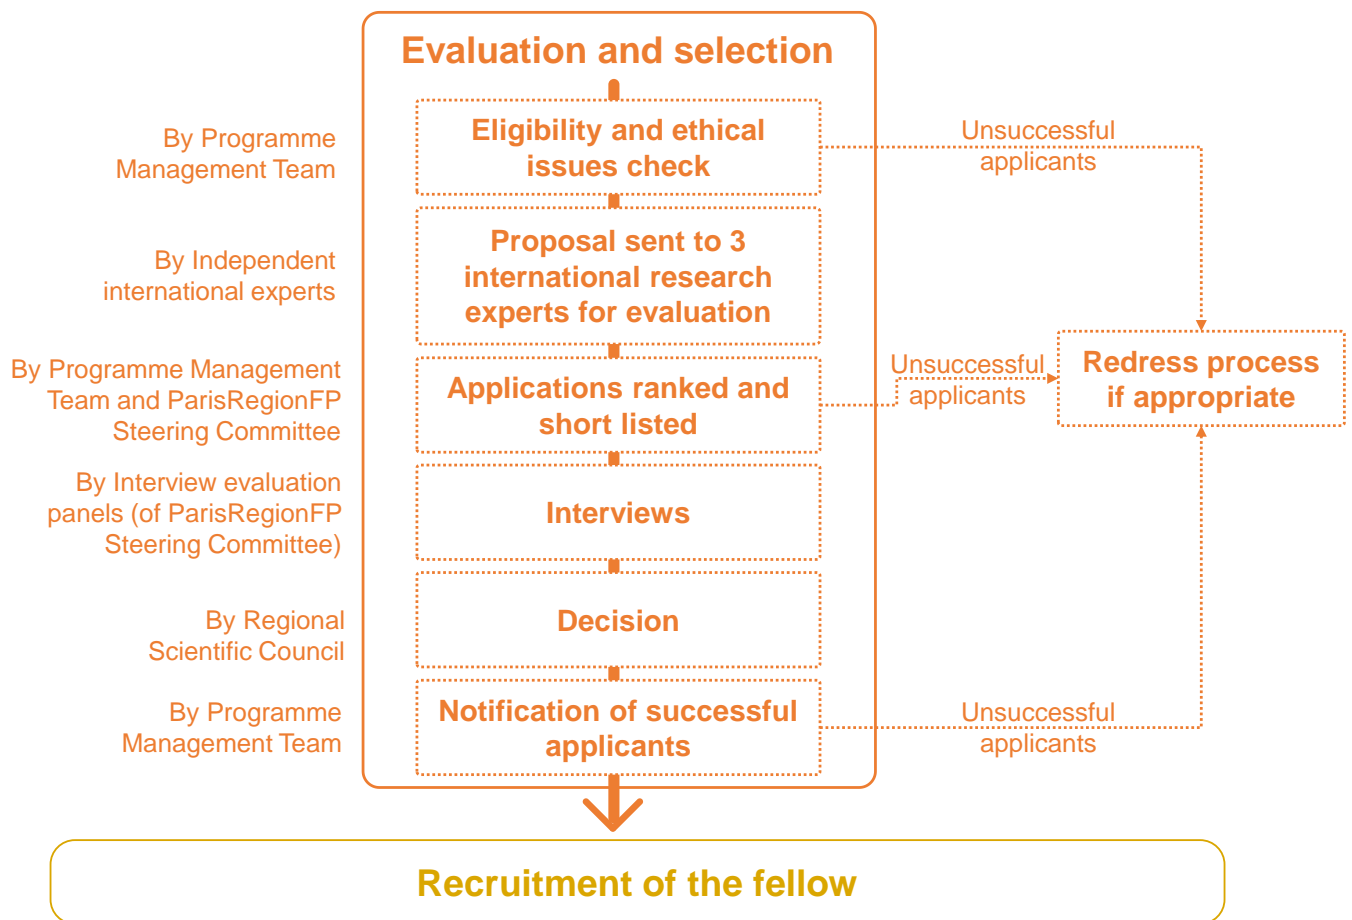 Evaluation and selection
By Programme
Management Team
Eligibility and ethical
issues check
Unsuccessful
applicants
By Independent
international experts
Proposal sent to 3
international research
experts for evaluation
By Programme Management
Team and ParisRegionFP
Steering Committee
Applications ranked and
short listed
Unsuccessful
applicants
Redress process
if appropriate
By Interview evaluation
panels (of ParisRegionFP
Steering Committee)
Interviews
By Regional
Scientific Council
Decision
By Programme
Management Team
Notification of successful
applicants
Unsuccessful
applicants
Recruitment of the fellow